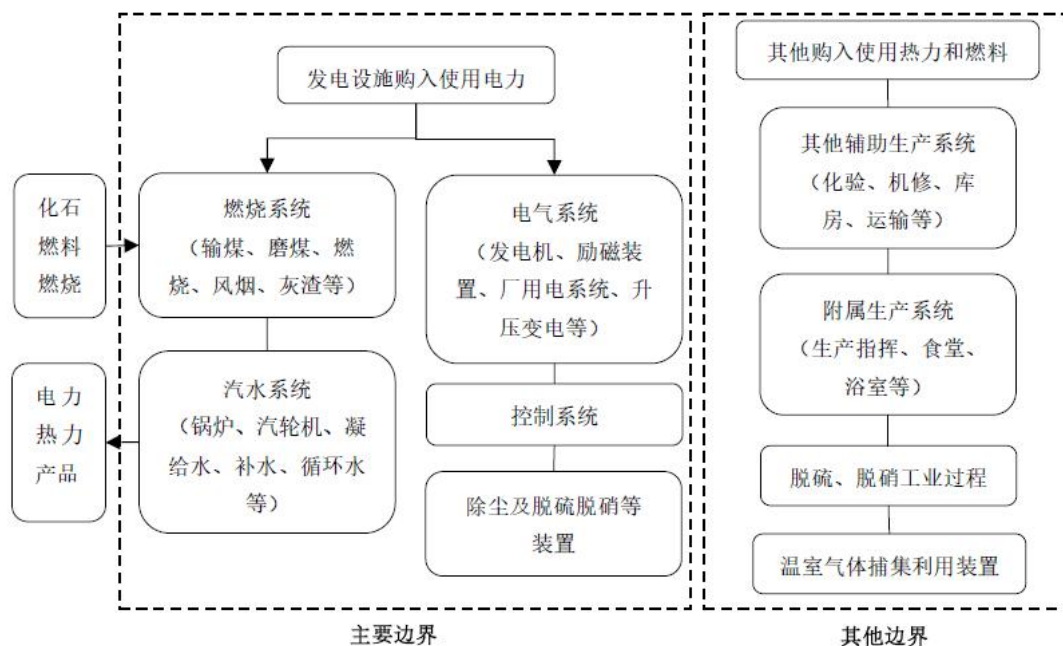 发电设施购入使用电力
化石
燃料
燃烧
燃烧系统
（输煤、磨煤、燃
烧、风烟、灰渣等）
电气系统
（发电机、励磁装
置、厂用电系统、升
压变电等）
电力
热力
产品
汽水系统
（锅炉、汽轮机、凝
给水、补水、循环水
等）
控制系统
除尘及脱硫脱硝等
装置
主要边界
其他购入使用热力和燃料
其他辅助生产系统
（化验、机修、库
房、运输等）
附属生产系统
（生产指挥、食堂、
浴室等）
脱硫、脱硝工业过程
温室气体捕集利用装置
其他边界